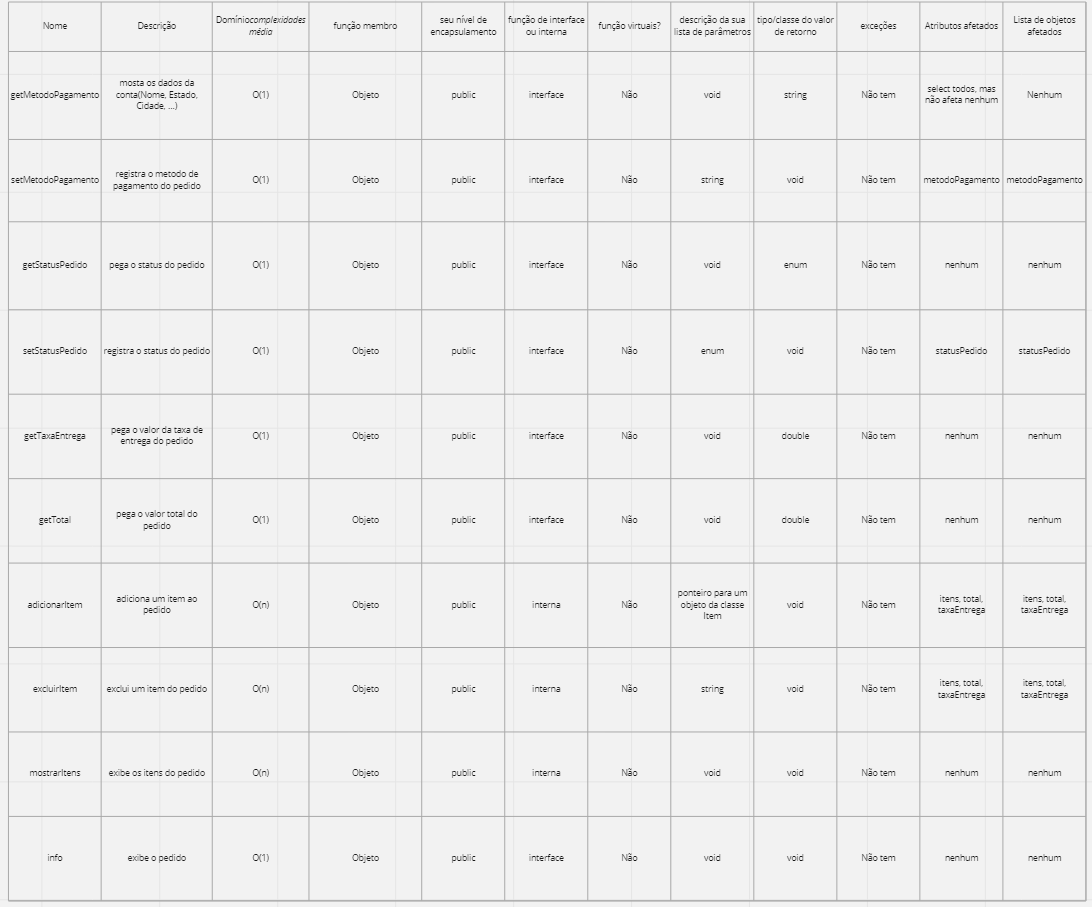 Nome
Descrição
Domíniocomplexidades
média
função membro
seu nível de
encapsulamento
função de interface
ou interna
função virtuais?
descrição da sua
lista de parâmetros
tipo/classe do valor
de retorno
exceções
Atributos afetados
Lista de objetos
afetados
getMetodoPagamento
mosta os dados da
conta(Nome, Estado,
Cidade, ...)
O(1)
Objeto
public
interface
Não
void
string
Não tem
select todos, mas
não afeta nenhum
Nenhum
setMetodoPagamento
registra o metodo de
pagamento do pedido
O(1)
Objeto
public
interface
Não
string
void
Não tem
metodoPagamento
metodoPagamento
getStatusPedido
pega o status do pedido
O(1)
Objeto
public
interface
Não
void
enum
Não tem
nenhum
nenhum
setStatusPedido
registra o status do pedido
O(1)
Objeto
public
interface
Não
enum
void
Não tem
statusPedido
statusPedido
getTaxaEntrega
pega o valor da taxa de
entrega do pedido
O(1)
Objeto
public
interface
Não
void
double
Não tem
nenhum
nenhum
getTotal
pega o valor total do
pedido
O(1)
Objeto
public
interface
Não
void
double
Não tem
nenhum
nenhum
adicionarItem
adiciona um item ao
pedido
O(n)
Objeto
public
interna
Não
ponteiro para um
objeto da classe
Item
void
Não tem
itens, total,
taxaEntrega
itens, total,
taxaEntrega
excluirItem
exclui um item do pedido
O(n)
Objeto
public
interna
Não
string
void
Não tem
itens, total,
taxaEntrega
itens, total,
taxaEntrega
mostrarItens
exibe os itens do pedido
O(n)
Objeto
public
interna
Não
void
void
Não tem
nenhum
nenhum
info
exibe o pedido
O(1)
Objeto
public
interface
Não
void
void
Não tem
nenhum
nenhum